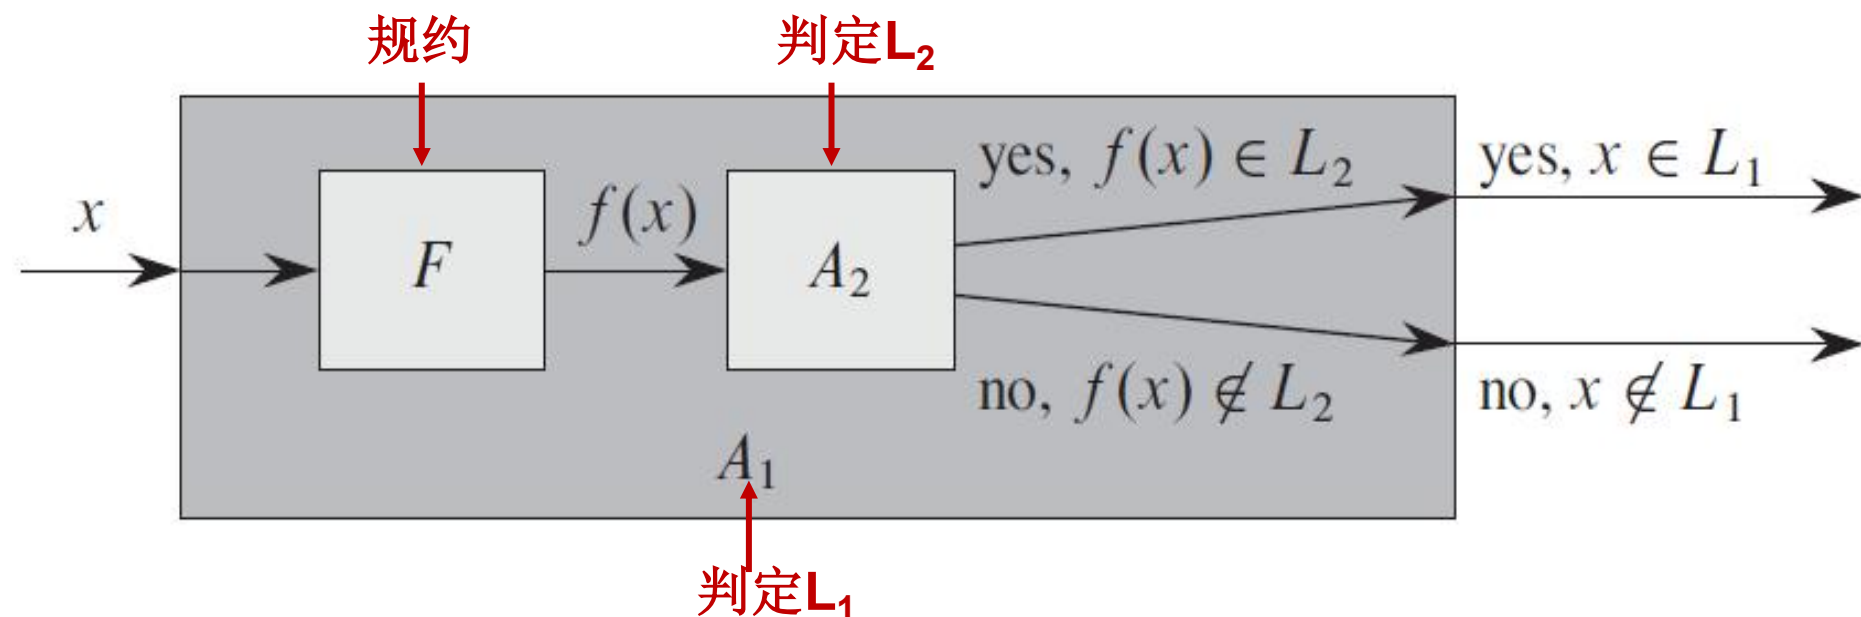 规约
判定L₂
yes, f(x) ∈ L₂
yes, x ∈ L₁
x
F
f(x)
A₂
no, f(x) ∉ L₂
no, x ∉ L₁
A₁
判定L₁